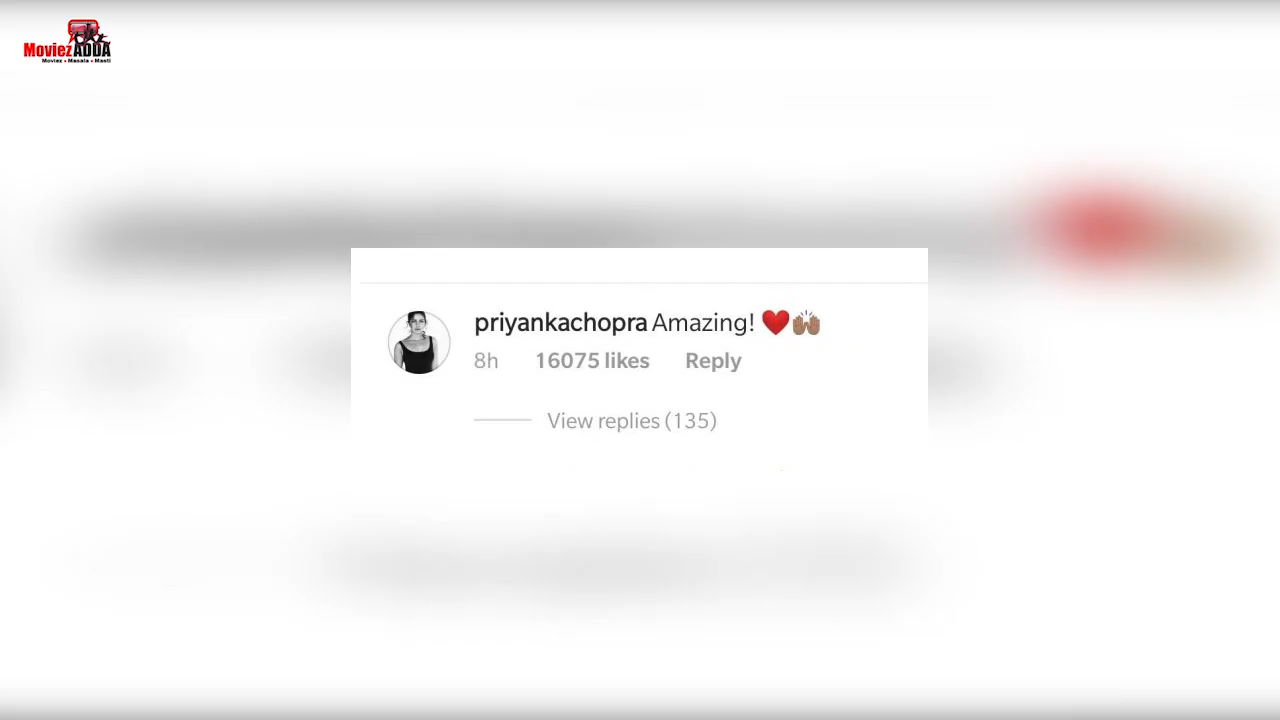 MoviezADDA
Moviez • Masala • Masti
priyankachopra Amazing! ❤️🙌🏾
8h 16075 likes Reply
View replies (135)